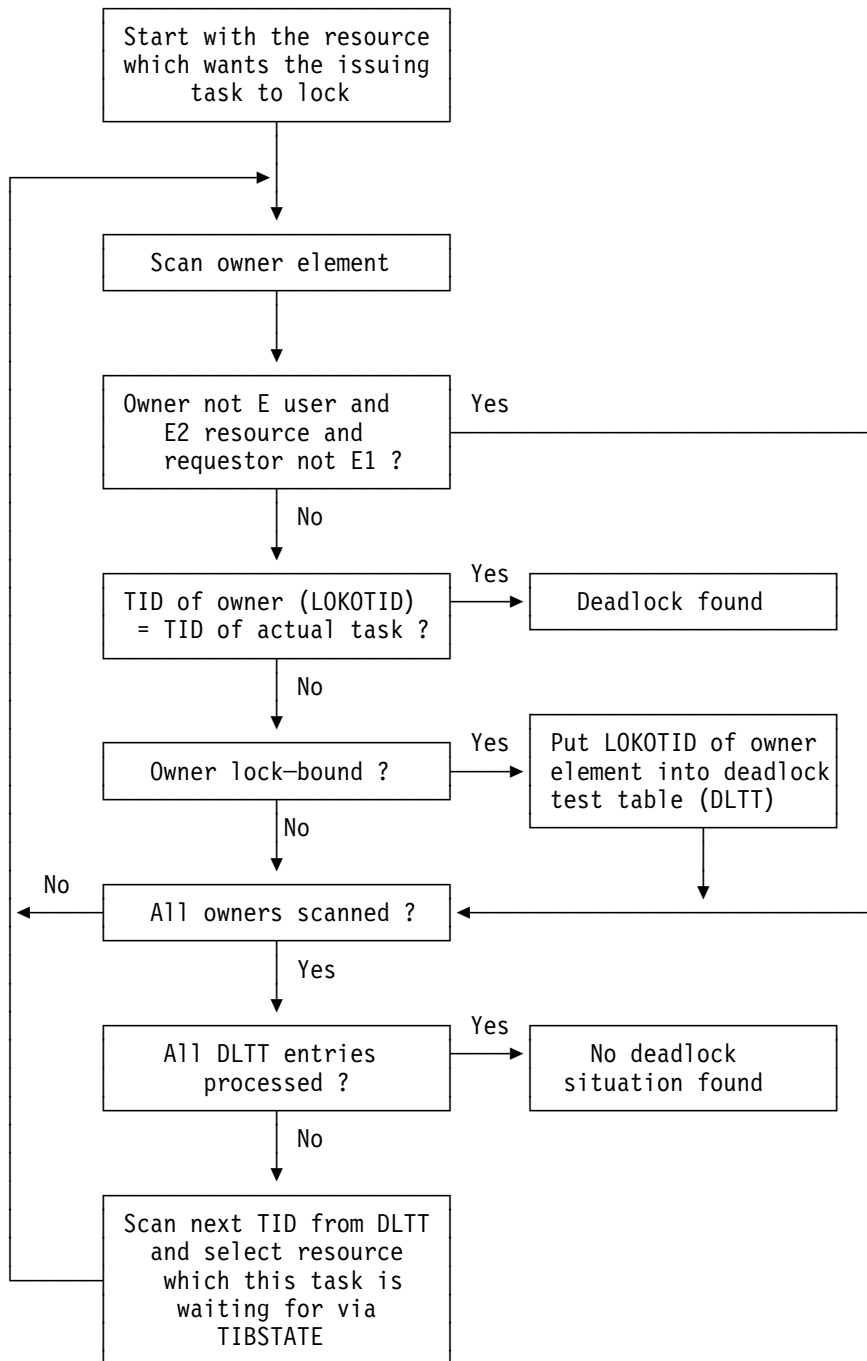 Start with the resource
which wants the issuing
task to lock
Scan owner element
Owner not E user and
E2 resource and
requestor not E1 ?
Yes
No
TID of owner (LOKOTID)
= TID of actual task ?
Yes
Deadlock found
No
Owner lock—bound ?
Yes
Put LOKOTID of owner
element into deadlock
test table (DLTT)
No
No
All owners scanned ?
Yes
All DLTT entries
processed ?
Yes
No deadlock
situation found
No
Scan next TID from DLTT
and select resource
which this task is
waiting for via
TIBSTATE